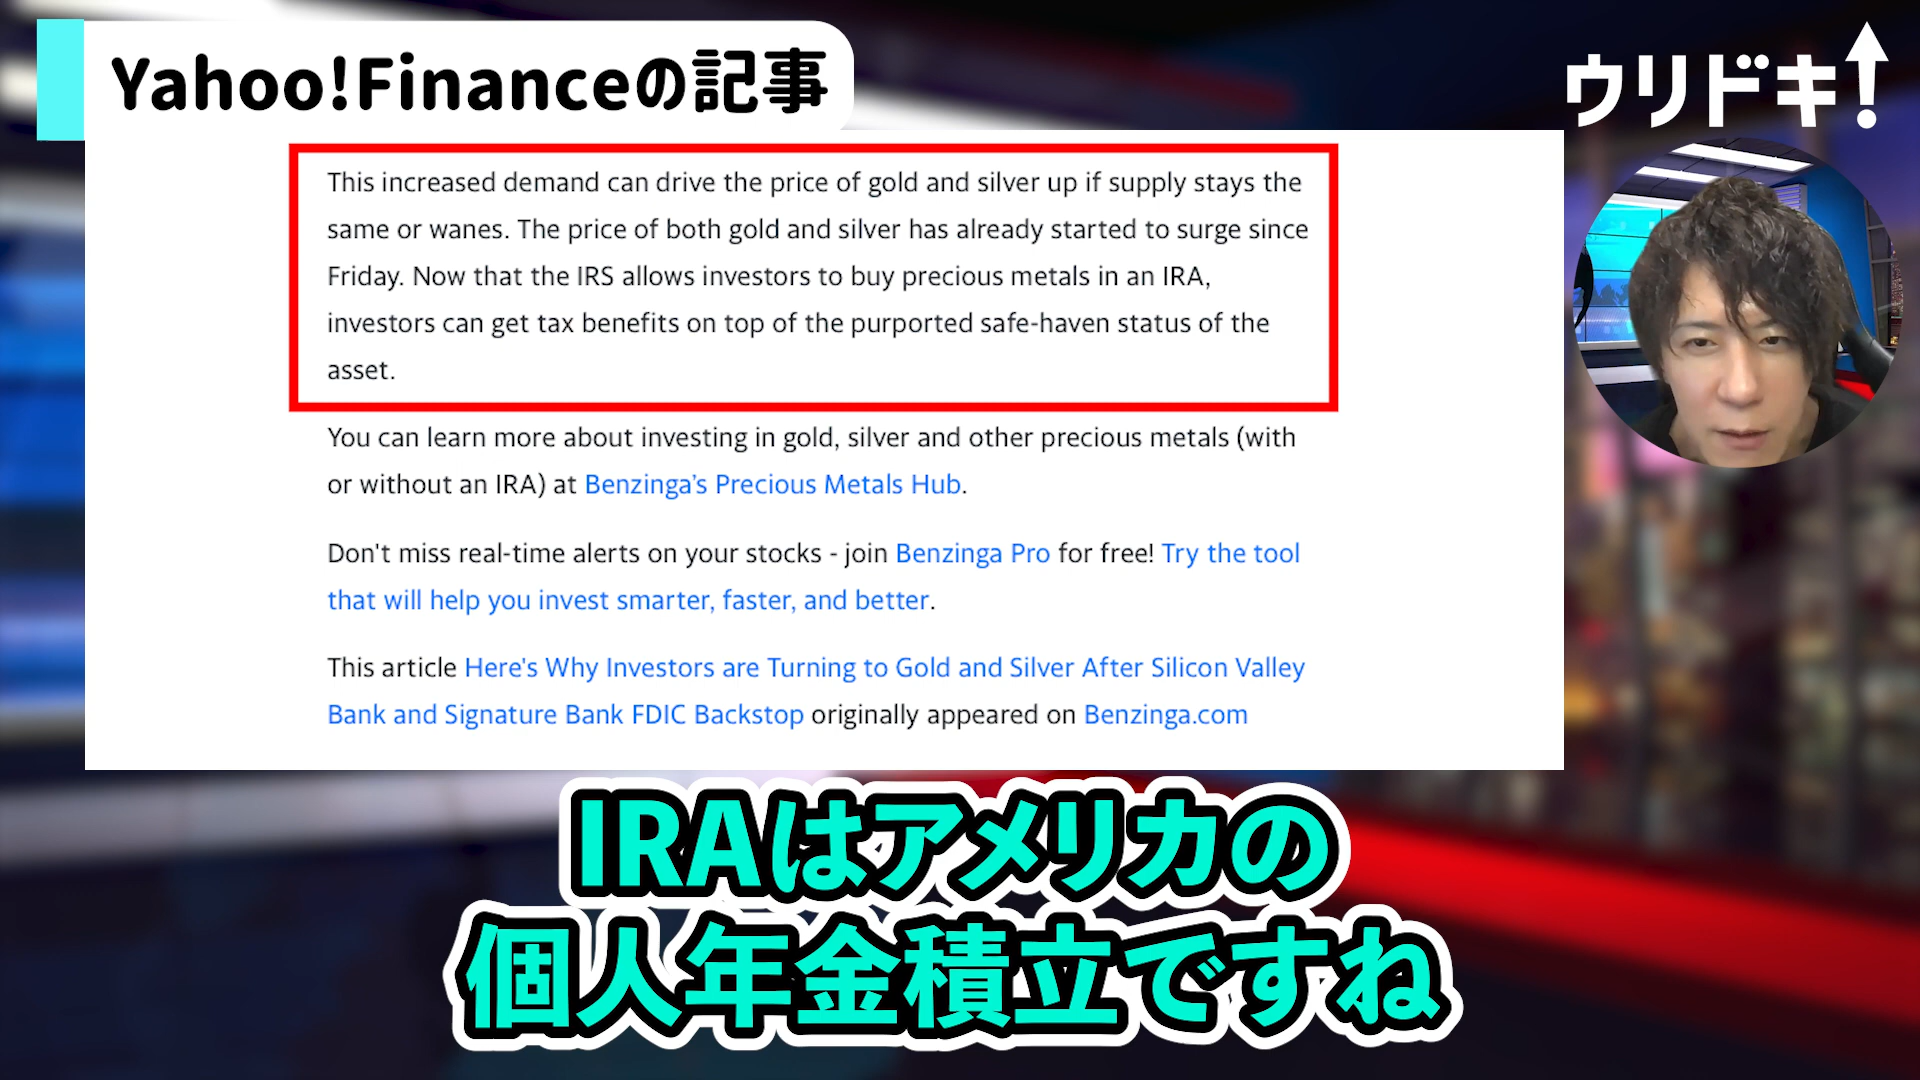 Yahoo!Financeの記事
ウリドキ!
This increased demand can drive the price of gold and silver up if supply stays the
same or wanes. The price of both gold and silver has already started to surge since
Friday. Now that the IRS allows investors to buy precious metals in an IRA,
investors can get tax benefits on top of the purported safe-haven status of the
asset.
You can learn more about investing in gold, silver and other precious metals (with
or without an IRA) at Benzinga’s Precious Metals Hub.
Don't miss real-time alerts on your stocks - join Benzinga Pro for free! Try the tool
that will help you invest smarter, faster, and better.
This article Here's Why Investors are Turning to Gold and Silver After Silicon Valley
Bank and Signature Bank FDIC Backstop originally appeared on Benzinga.com
IRAはアメリカの
個人年金積立ですね